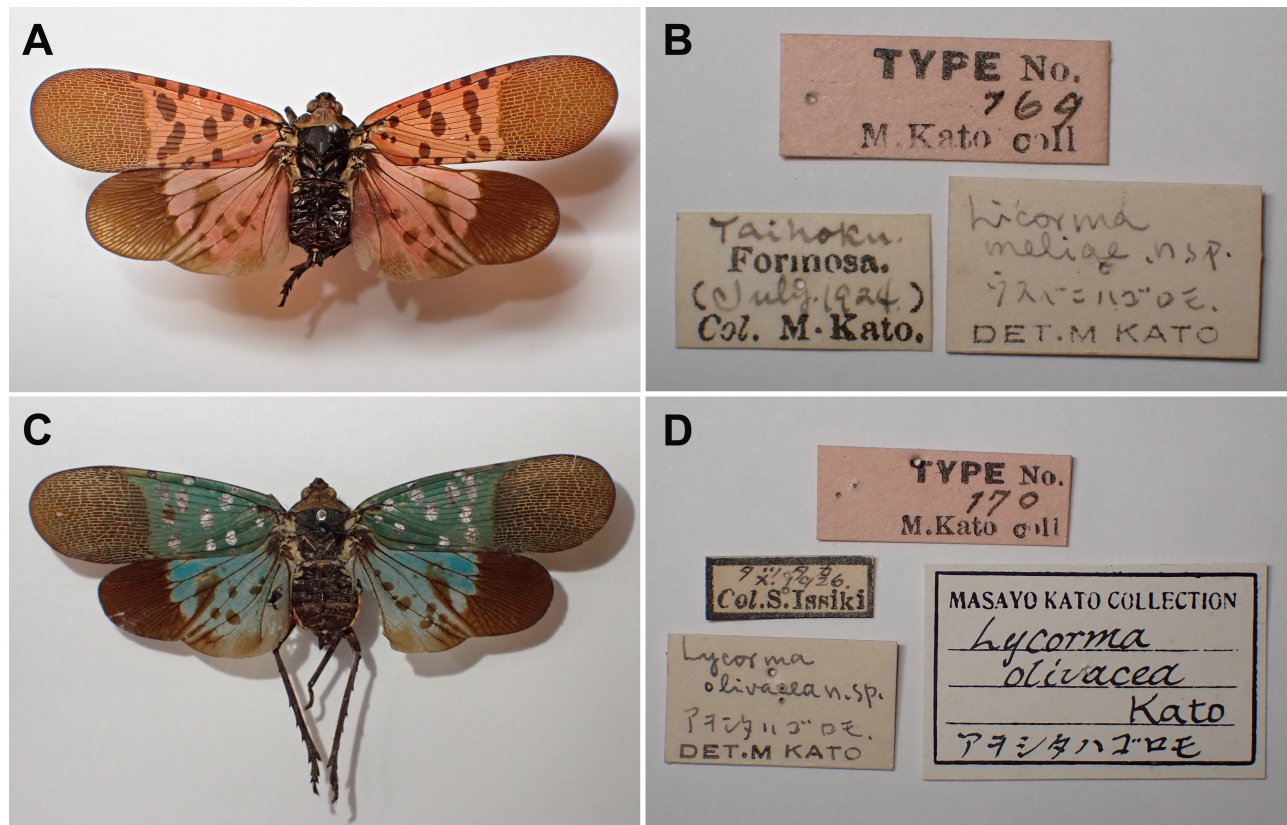 A
B
TYPE No.
169
M.Kato coll
Taihoku.
Formosa.
(July.1924.)
Col. M.Kato.
Licorma
meliae.n.sp.
ウスベニハゴロモ.
DET.M KATO
C
D
TYPE No.
170
M.Kato coll
Col.S.Issiki
MASAYO KATO COLLECTION
Lycorma
olivacea
Kato
アヲシタハゴロモ
Lycorma
olivacea n.sp.
アヲシタハゴロモ.
DET.M KATO